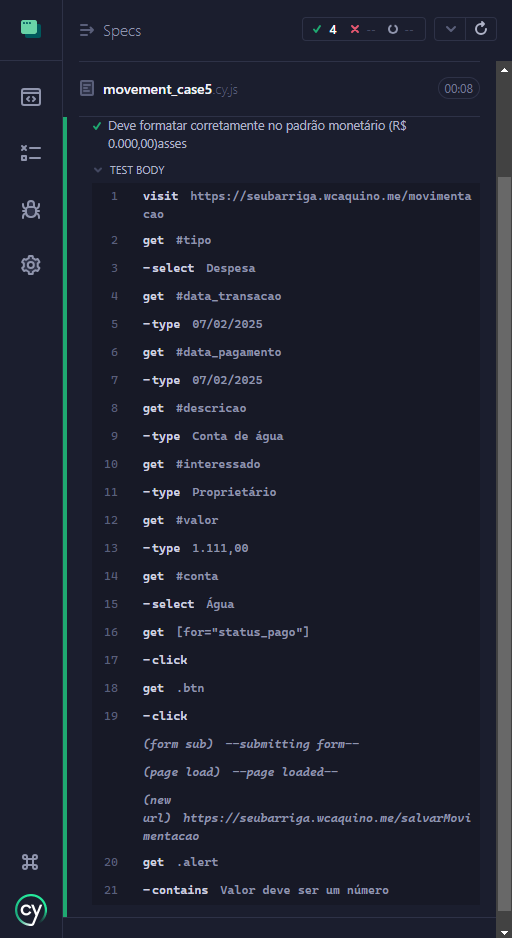 Specs
4
--
--
movement_case5.cy.js
00:08
Deve formatar corretamente no padrão monetário (R$
0.000,00)asses
TEST BODY
1 visit https://seubarriga.wcaquino.me/movimenta
cao
2 get #tipo
3 -select Despesa
4 get #data_transacao
5 -type 07/02/2025
6 get #data_pagamento
7 -type 07/02/2025
8 get #descricao
9 -type Conta de água
10 get #interessado
11 -type Proprietário
12 get #valor
13 -type 1.111,00
14 get #conta
15 -select Água
16 get [for="status_pago"]
17 -click
18 get .btn
19 -click
(form sub) --submitting form--
(page load) --page loaded--
(new
url) https://seubarriga.wcaquino.me/salvarMovi
mentacao
20 get .alert
21 -contains Valor deve ser um número
cy